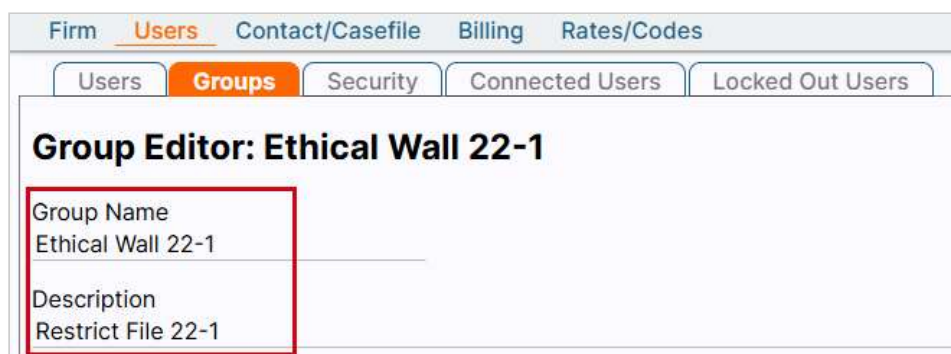 Firm Users Contact/Casefile Billing Rates/Codes
Users Groups Security Connected Users Locked Out Users
Group Editor: Ethical Wall 22-1
Group Name
Ethical Wall 22-1
Description
Restrict File 22-1